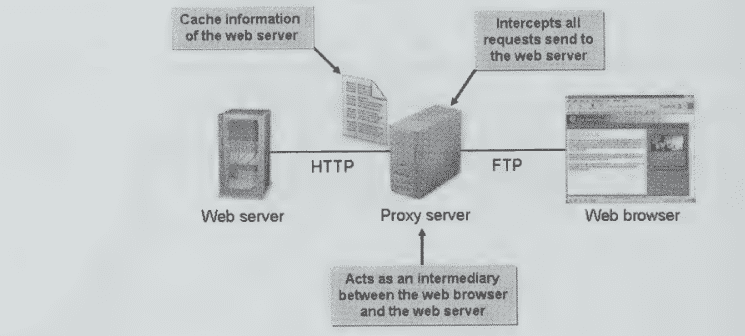 Cache information
of the web server
Intercepts all
requests send to
the web server
HTTP
FTP
Web server
Proxy server
Web browser
Acts as an intermediary
between the web browser
and the web server